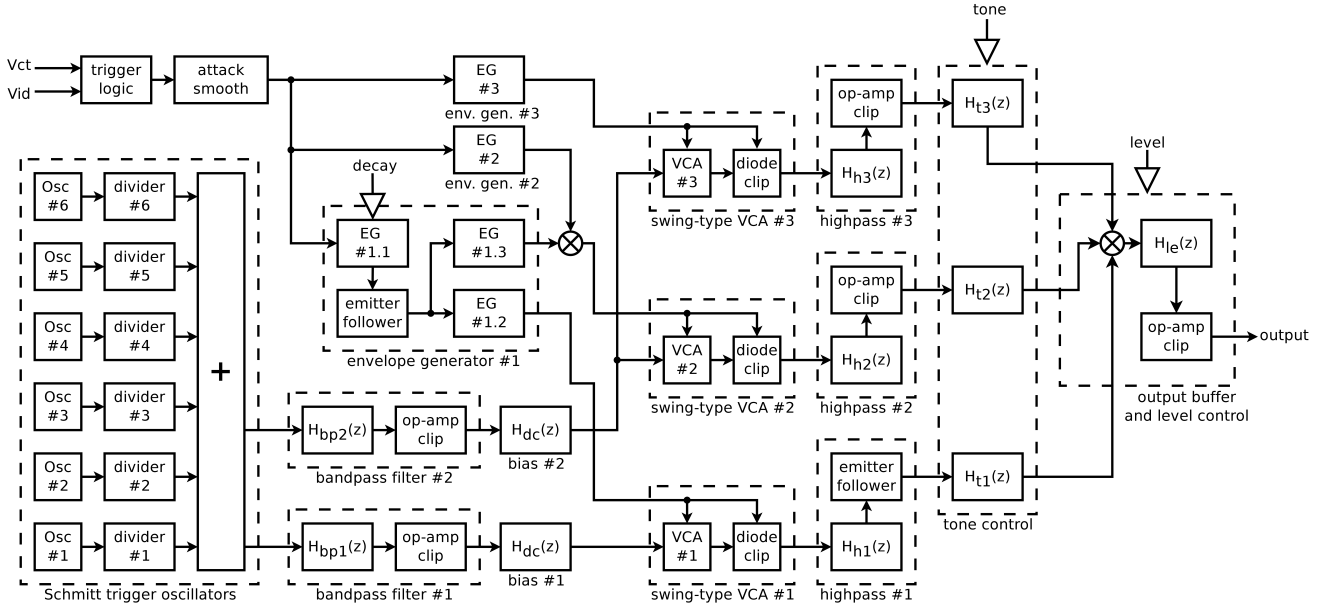 tone
Vct
Vid
trigger
logic
attack
smooth
EG
#3
env. gen. #3
EG
#2
env. gen. #2
decay
EG
#1.1
EG
#1.3
emitter
follower
EG
#1.2
envelope generator #1
Osc
#6
divider
#6
Osc
#5
divider
#5
Osc
#4
divider
#4
Osc
#3
divider
#3
Osc
#2
divider
#2
Osc
#1
divider
#1
+
Schmitt trigger oscillators
Hbp2(z)
op-amp
clip
bandpass filter #2
Hdc(z)
bias #2
Hbp1(z)
op-amp
clip
bandpass filter #1
Hdc(z)
bias #1
VCA
#3
diode
clip
swing-type VCA #3
VCA
#2
diode
clip
swing-type VCA #2
VCA
#1
diode
clip
swing-type VCA #1
op-amp
clip
Hh3(z)
highpass #3
op-amp
clip
Hh2(z)
highpass #2
emitter
follower
Hh1(z)
highpass #1
Ht3(z)
Ht2(z)
Ht1(z)
tone control
level
Hle(z)
op-amp
clip
output
output buffer
and level control